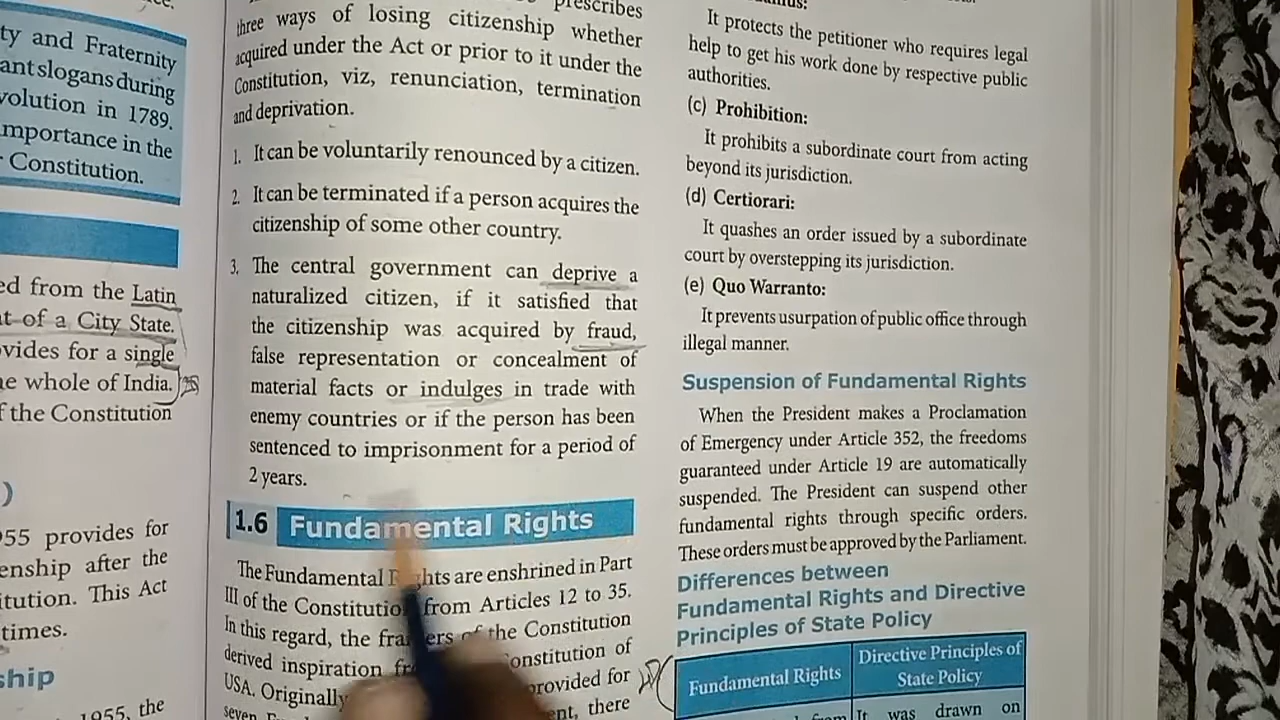 ty and Fraternity
ant slogans during
volution in 1789.
mportance in the
Constitution.
ed from the Latin
t of a City State.
vides for a single
e whole of India.
f the Constitution
)
955 provides for
enship after the
itution. This Act
times.
ship
1955, the
prescribes
three ways of losing citizenship whether
acquired under the Act or prior to it under the
Constitution, viz, renunciation, termination
and deprivation.
1. It can be voluntarily renounced by a citizen.
2. It can be terminated if a person acquires the
citizenship of some other country.
3. The central government can deprive a
naturalized citizen, if it satisfied that
the citizenship was acquired by fraud,
false representation or concealment of
material facts or indulges in trade with
enemy countries or if the person has been
sentenced to imprisonment for a period of
2 years.
1.6 Fundamental Rights
The Fundamental Rights are enshrined in Part
III of the Constitution from Articles 12 to 35.
In this regard, the framers of the Constitution
derived inspiration Constitution of
USA. Originally provided for
seven there
It protects the petitioner who requires legal
help to get his work done by respective public
authorities.
(c) Prohibition:
It prohibits a subordinate court from acting
beyond its jurisdiction.
(d) Certiorari:
It quashes an order issued by a subordinate
court by overstepping its jurisdiction.
(e) Quo Warranto:
It prevents usurpation of public office through
illegal manner.
Suspension of Fundamental Rights
When the President makes a Proclamation
of Emergency under Article 352, the freedoms
guaranteed under Article 19 are automatically
suspended. The President can suspend other
fundamental rights through specific orders.
These orders must be approved by the Parliament.
Differences between
Fundamental Rights and Directive
Principles of State Policy
Fundamental Rights
Directive Principles of
State Policy
It was drawn on